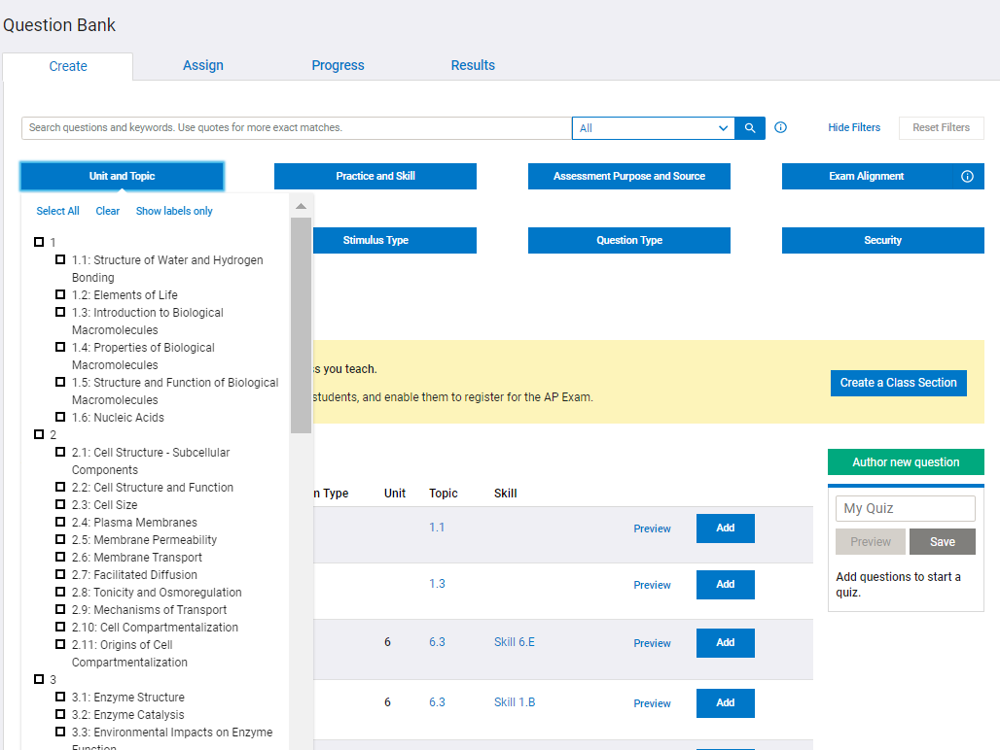 Question Bank
Create
Assign
Progress
Results
Search questions and keywords. Use quotes for more exact matches.
All
Hide Filters
Reset Filters
Unit and Topic
Practice and Skill
Assessment Purpose and Source
Exam Alignment
Stimulus Type
Question Type
Security
Select All
Clear
Show labels only
1
1.1: Structure of Water and Hydrogen
Bonding
1.2: Elements of Life
1.3: Introduction to Biological
Macromolecules
1.4: Properties of Biological
Macromolecules
1.5: Structure and Function of Biological
Macromolecules
1.6: Nucleic Acids
2
2.1: Cell Structure - Subcellular
Components
2.2: Cell Structure and Function
2.3: Cell Size
2.4: Plasma Membranes
2.5: Membrane Permeability
2.6: Membrane Transport
2.7: Facilitated Diffusion
2.8: Tonicity and Osmoregulation
2.9: Mechanisms of Transport
2.10: Cell Compartmentalization
2.11: Origins of Cell
Compartmentalization
3
3.1: Enzyme Structure
3.2: Enzyme Catalysis
3.3: Environmental Impacts on Enzyme
Function
you teach.
students, and enable them to register for the AP Exam.
Create a Class Section
Author new question
My Quiz
Preview
Save
Add questions to start a
quiz.
Type
Unit
Topic
Skill
1.1
Preview
Add
1.3
Preview
Add
6
6.3
Skill 6.E
Preview
Add
6
6.3
Skill 1.B
Preview
Add